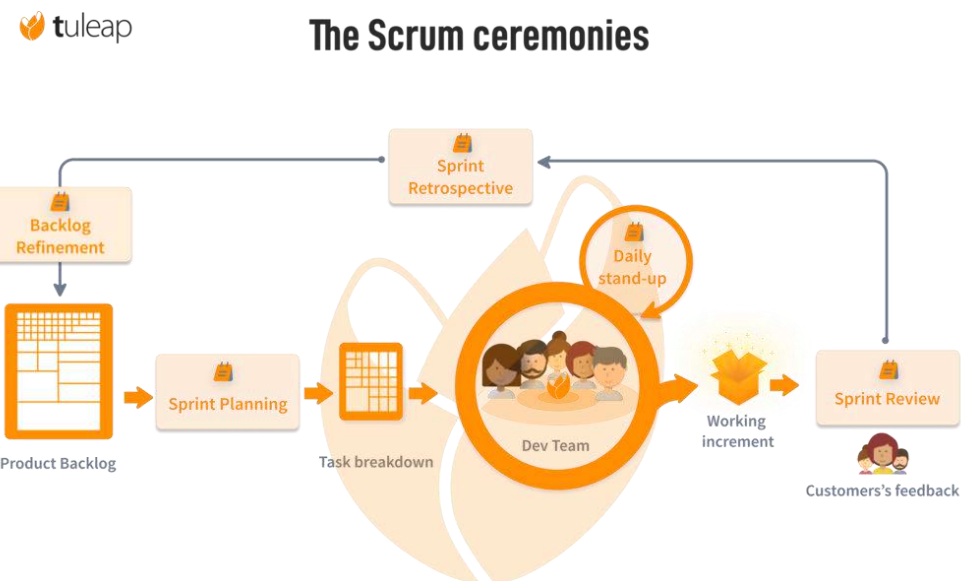 tuleap
The Scrum ceremonies
Sprint
Retrospective
Backlog
Refinement
Daily
stand-up
Sprint Planning
Sprint Review
Working
increment
Dev Team
Task breakdown
Product Backlog
Customers's feedback